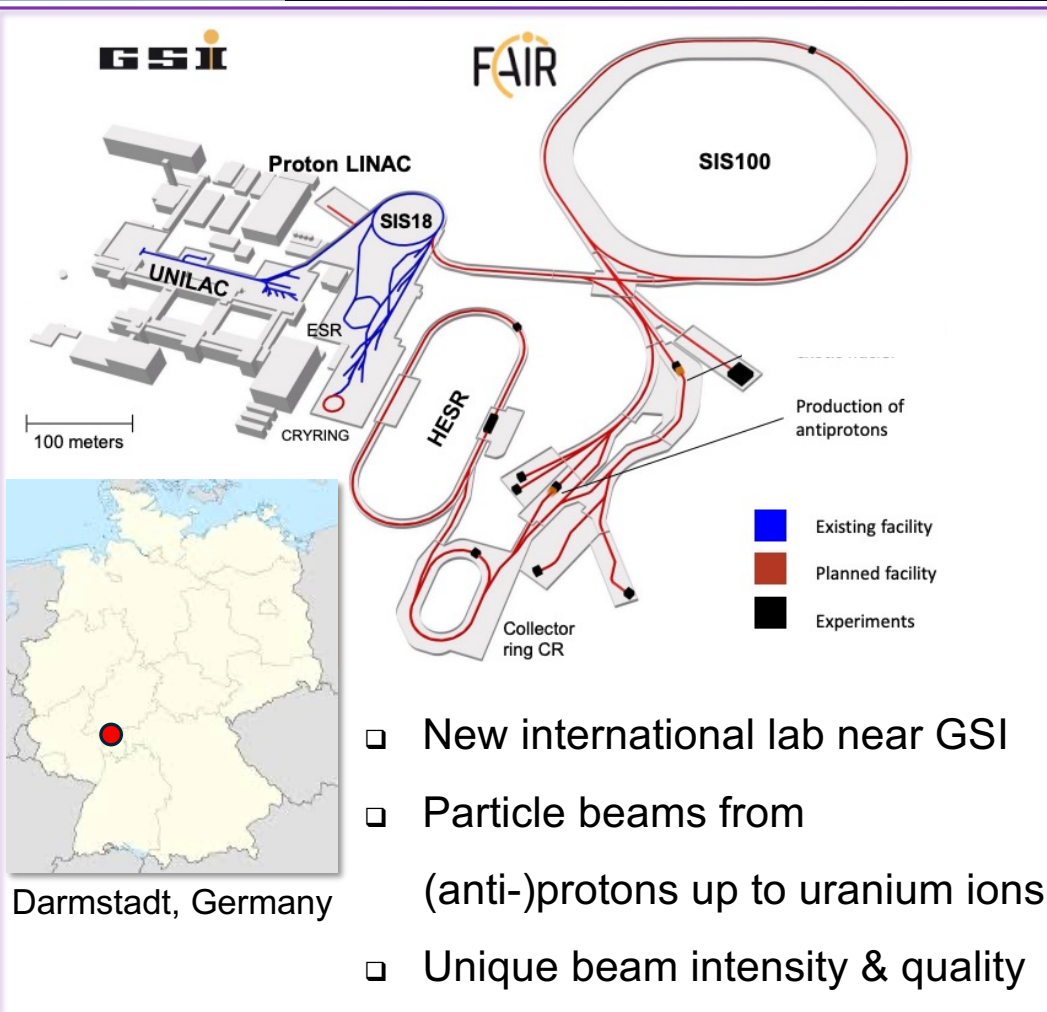 GSI
FAIR
Proton LINAC
SIS100
SIS18
UNILAC
ESR
HESR
CRYRING
100 meters
Production of
antiprotons
Existing facility
Planned facility
Experiments
Collector
ring CR
Darmstadt, Germany
New international lab near GSI
Particle beams from
(anti-)protons up to uranium ions
Unique beam intensity & quality